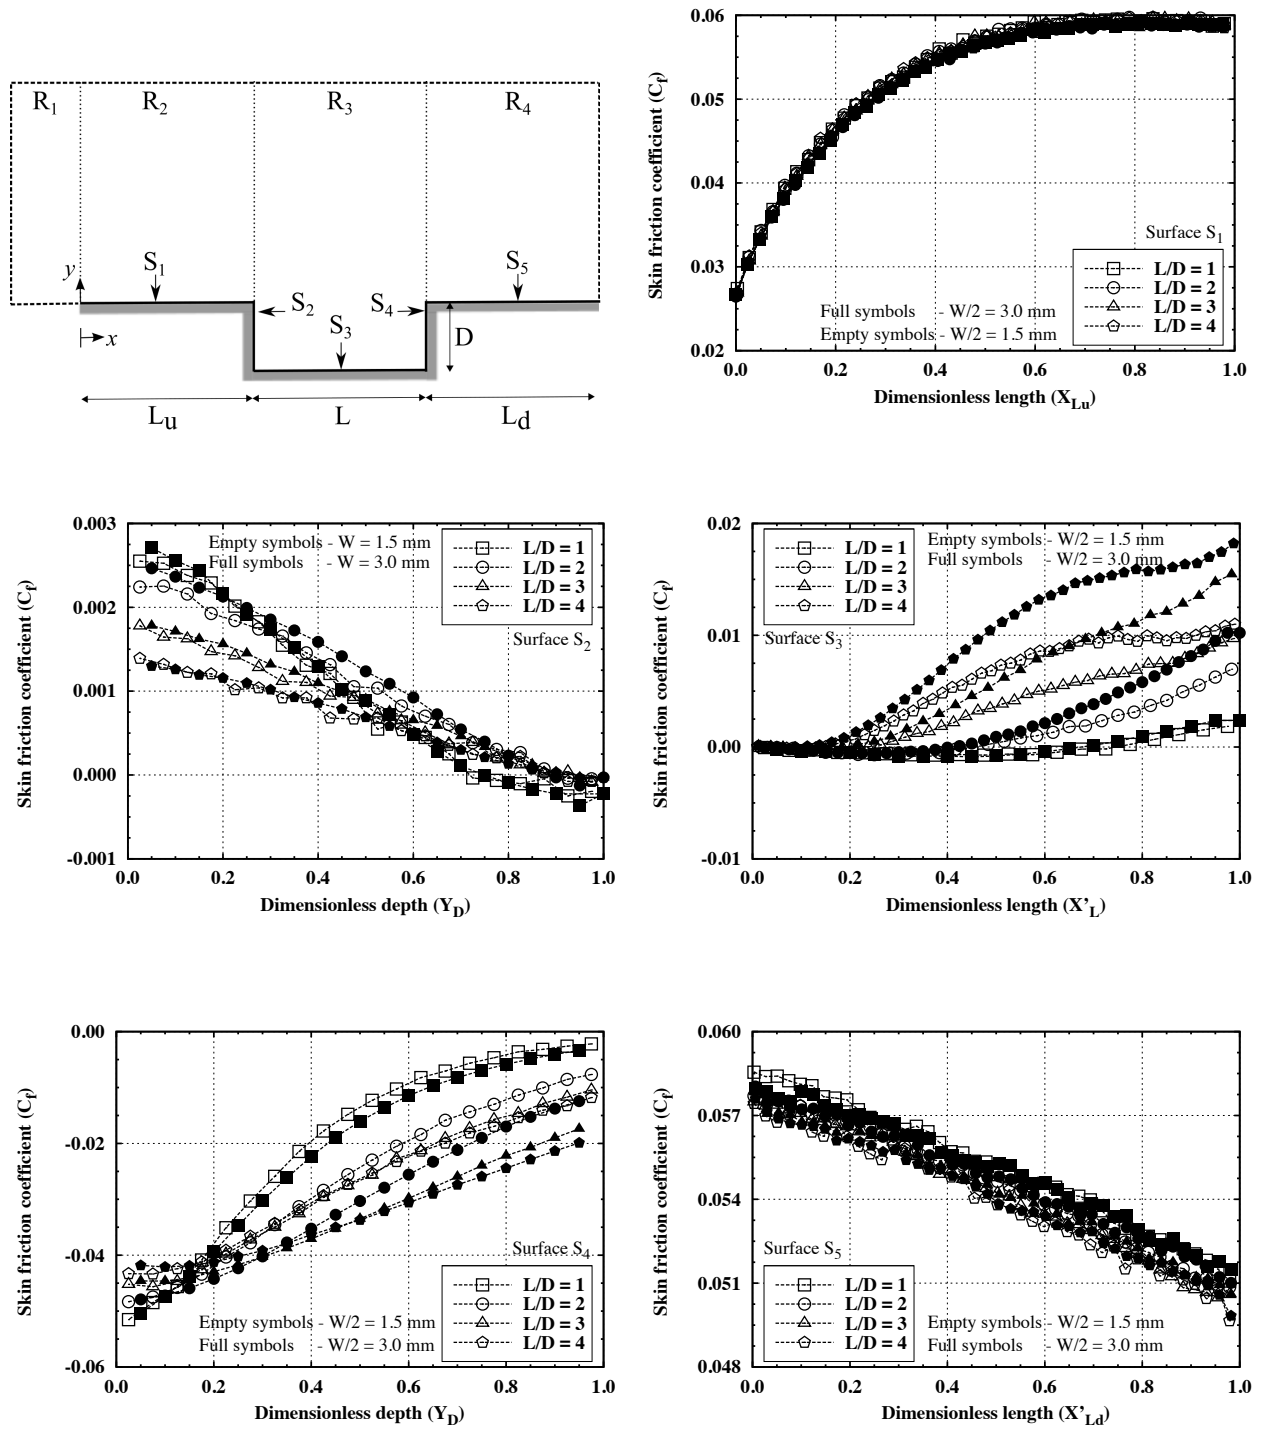 R1 R2 R3 R4
y
S1 S5
S2 S4
S3
x
D
Lu L Ld
Skin friction coefficient (Cf)
0.06
0.05
0.04
0.03
0.02
Surface S1
L/D = 1
L/D = 2
L/D = 3
L/D = 4
Full symbols - W/2 = 3.0 mm
Empty symbols - W/2 = 1.5 mm
0.0 0.2 0.4 0.6 0.8 1.0
Dimensionless length (XLu)
Skin friction coefficient (Cf)
0.003
0.002
0.001
0.000
-0.001
Empty symbols - W = 1.5 mm
Full symbols - W = 3.0 mm
L/D = 1
L/D = 2
L/D = 3
L/D = 4
Surface S2
0.0 0.2 0.4 0.6 0.8 1.0
Dimensionless depth (YD)
Skin friction coefficient (Cf)
0.02
0.01
0.00
-0.01
L/D = 1
L/D = 2
L/D = 3
L/D = 4
Empty symbols - W/2 = 1.5 mm
Full symbols - W/2 = 3.0 mm
Surface S3
0.0 0.2 0.4 0.6 0.8 1.0
Dimensionless length (X’L)
Skin friction coefficient (Cf)
0.00
-0.02
-0.04
-0.06
Surface S4
L/D = 1
L/D = 2
L/D = 3
L/D = 4
Empty symbols - W/2 = 1.5 mm
Full symbols - W/2 = 3.0 mm
0.0 0.2 0.4 0.6 0.8 1.0
Dimensionless depth (YD)
Skin friction coefficient (Cf)
0.060
0.057
0.054
0.051
0.048
Surface S5
L/D = 1
L/D = 2
L/D = 3
L/D = 4
Empty symbols - W/2 = 1.5 mm
Full symbols - W/2 = 3.0 mm
0.0 0.2 0.4 0.6 0.8 1.0
Dimensionless length (X’Ld)